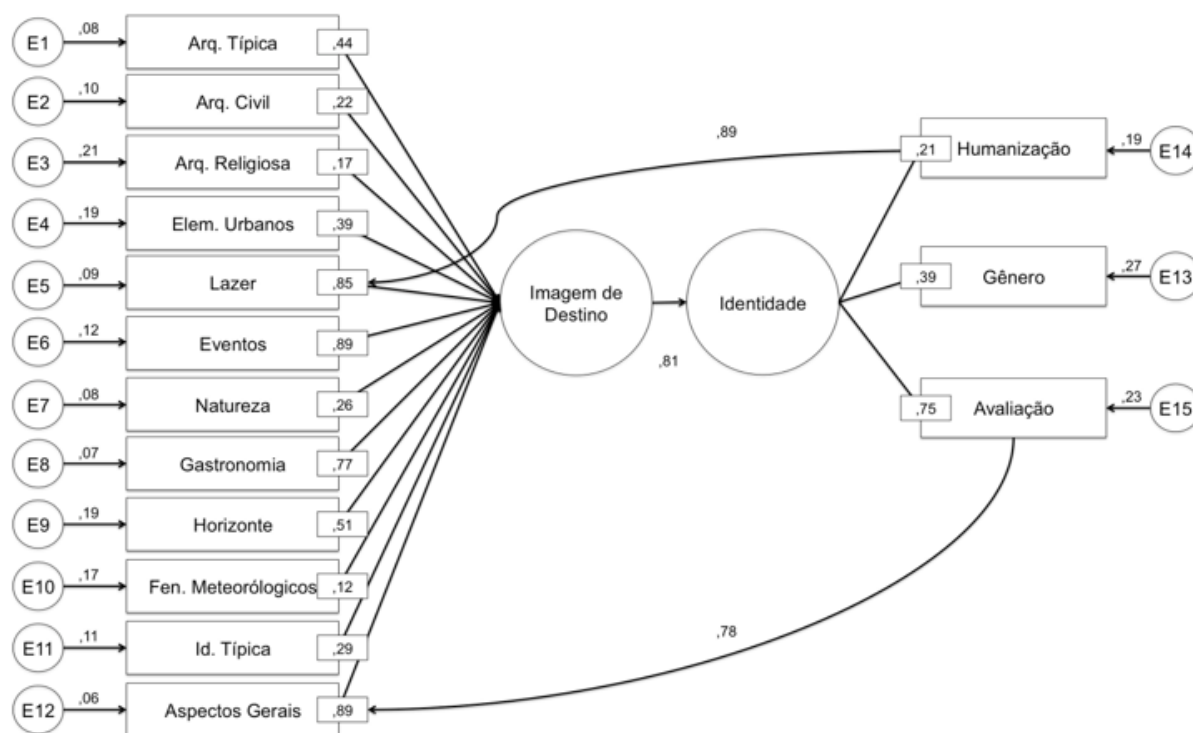 ,08
E1
Arq. Típica
,44
,10
E2
Arq. Civil
,22
,21
E3
Arq. Religiosa
,17
,19
E4
Elem. Urbanos
,39
,09
E5
Lazer
,85
,12
E6
Eventos
,89
,08
E7
Natureza
,26
,07
E8
Gastronomia
,77
,19
E9
Horizonte
,51
,17
E10
Fen. Meteorólogicos
,12
,11
E11
Id. Típica
,29
,06
E12
Aspectos Gerais
,89
Imagem de
Destino
,81
Identidade
,89
,21
Humanização
,19
E14
,39
Gênero
,27
E13
,75
Avaliação
,23
E15
,78